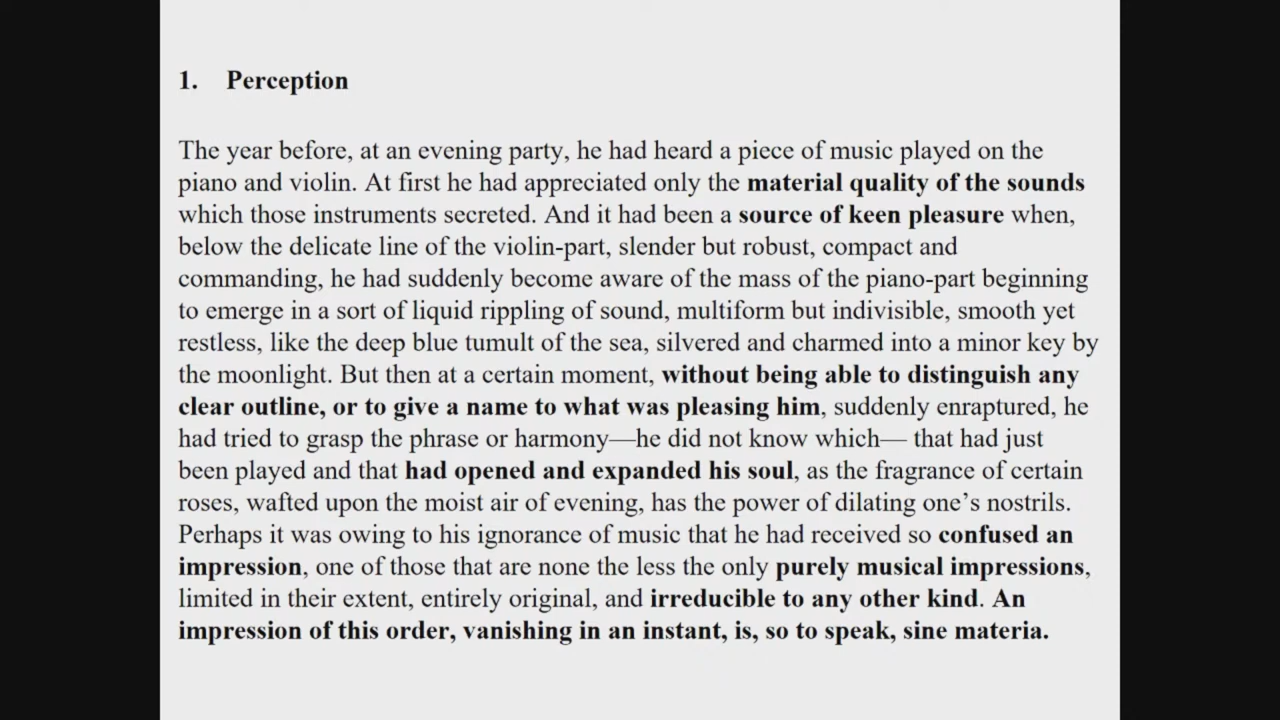 1. Perception
The year before, at an evening party, he had heard a piece of music played on the
piano and violin. At first he had appreciated only the material quality of the sounds
which those instruments secreted. And it had been a source of keen pleasure when,
below the delicate line of the violin-part, slender but robust, compact and
commanding, he had suddenly become aware of the mass of the piano-part beginning
to emerge in a sort of liquid rippling of sound, multiform but indivisible, smooth yet
restless, like the deep blue tumult of the sea, silvered and charmed into a minor key by
the moonlight. But then at a certain moment, without being able to distinguish any
clear outline, or to give a name to what was pleasing him, suddenly enraptured, he
had tried to grasp the phrase or harmony—he did not know which— that had just
been played and that had opened and expanded his soul, as the fragrance of certain
roses, wafted upon the moist air of evening, has the power of dilating one’s nostrils.
Perhaps it was owing to his ignorance of music that he had received so confused an
impression, one of those that are none the less the only purely musical impressions,
limited in their extent, entirely original, and irreducible to any other kind. An
impression of this order, vanishing in an instant, is, so to speak, sine materia.